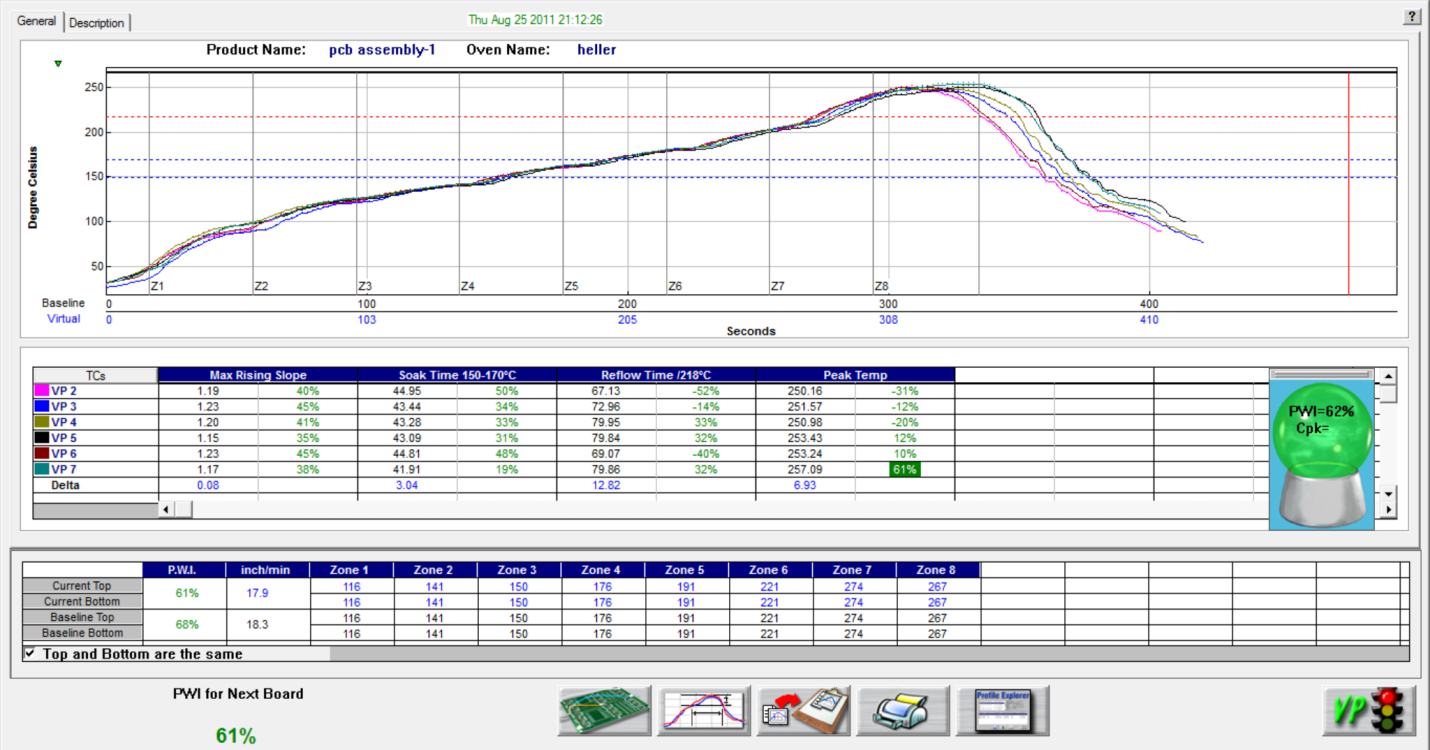 General Description Thu Aug 25 2011 21:12:26 ?
Product Name: pcb assembly-1 Oven Name: heller
Degree Celsius
250
200
150
100
50
Z1 Z2 Z3 Z4 Z5 Z6 Z7 Z8
Baseline 0 100 200 300 400
Virtual 0 103 205 308 410
Seconds
TCs Max Rising Slope Soak Time 150-170°C Reflow Time /218°C Peak Temp
VP 2 1.19 40% 44.95 50% 67.13 -52% 250.16 -31%
VP 3 1.23 45% 43.44 34% 72.96 -14% 251.57 -12%
VP 4 1.20 41% 43.28 33% 79.95 33% 250.98 -20%
VP 5 1.15 35% 43.09 31% 79.84 32% 253.43 12%
VP 6 1.23 45% 44.81 48% 69.07 -40% 253.24 10%
VP 7 1.17 38% 41.91 19% 79.86 32% 257.09 61%
Delta 0.08 3.04 12.82 6.93
PWI=62%
Cpk=
P.W.I. inch/min Zone 1 Zone 2 Zone 3 Zone 4 Zone 5 Zone 6 Zone 7 Zone 8
Current Top 61% 17.9 116 141 150 176 191 221 274 267
Current Bottom 116 141 150 176 191 221 274 267
Baseline Top 68% 18.3 116 141 150 176 191 221 274 267
Baseline Bottom 116 141 150 176 191 221 274 267
Top and Bottom are the same
PWI for Next Board
61%
Profile Explorer
VP